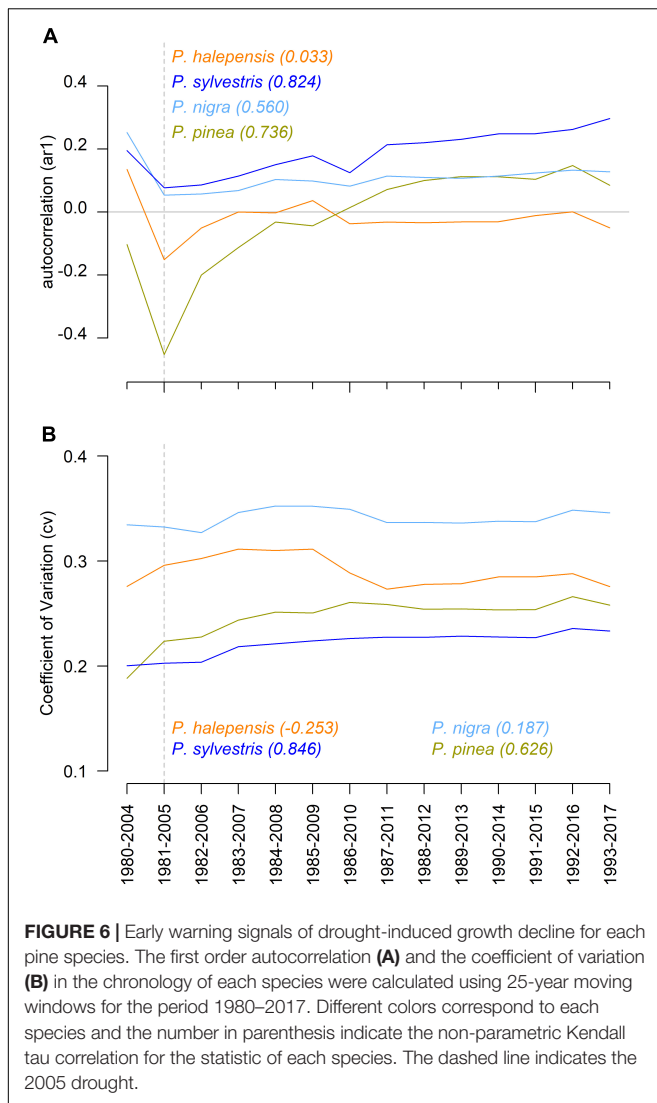 A
P. halepensis (0.033)
P. sylvestris (0.824)
P. nigra (0.560)
P. pinea (0.736)
autocorrelation (ar1)
0.4
0.2
0.0
-0.2
-0.4
B
Coefficient of Variation (cv)
0.4
0.3
0.2
0.1
P. halepensis (-0.253)
P. sylvestris (0.846)
P. nigra (0.187)
P. pinea (0.626)
1980-2004
1981-2005
1982-2006
1983-2007
1984-2008
1985-2009
1986-2010
1987-2011
1988-2012
1989-2013
1990-2014
1991-2015
1992-2016
1993-2017
FIGURE 6 | Early warning signals of drought-induced growth decline for each
pine species. The first order autocorrelation (A) and the coefficient of variation
(B) in the chronology of each species were calculated using 25-year moving
windows for the period 1980–2017. Different colors correspond to each
species and the number in parenthesis indicate the non-parametric Kendall
tau correlation for the statistic of each species. The dashed line indicates the
2005 drought.